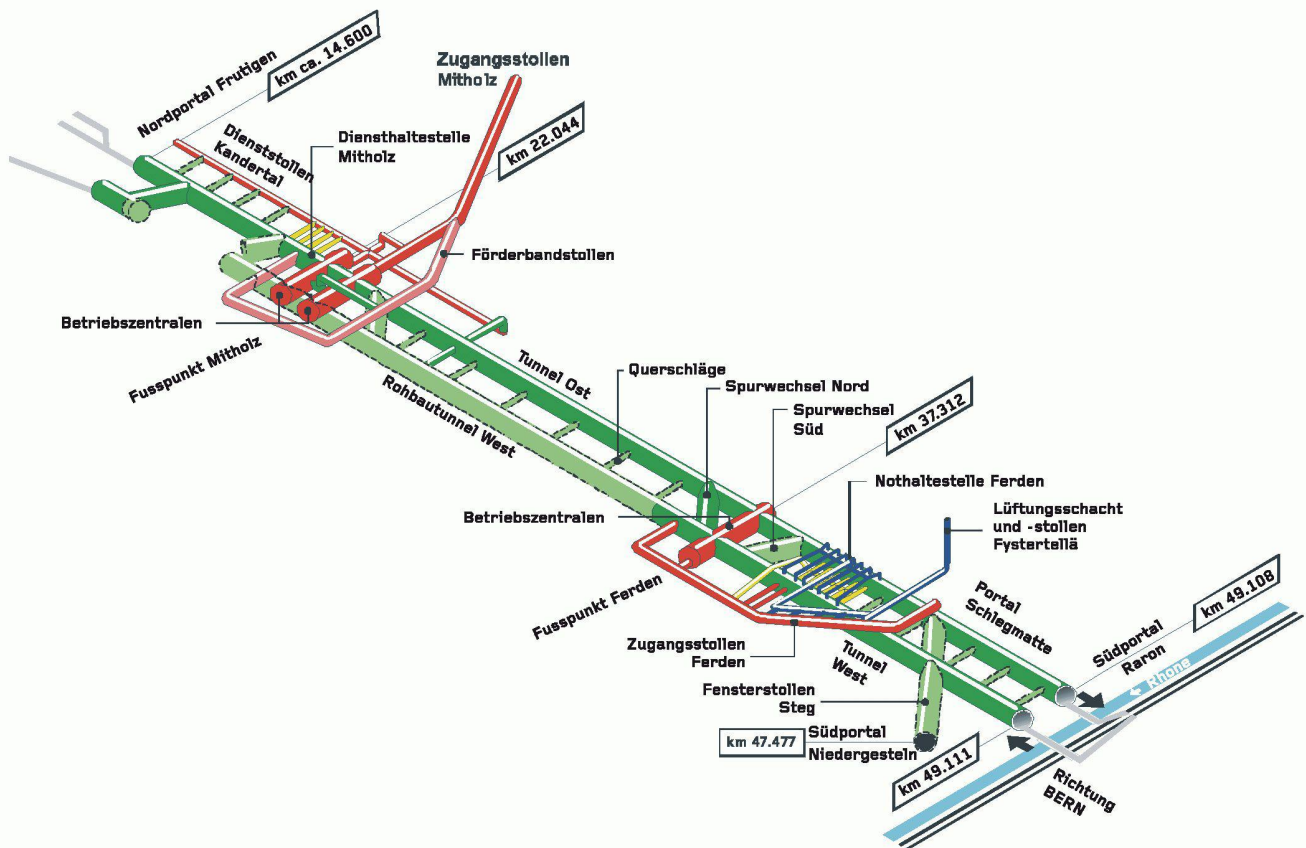 km ca. 14.600
Nordportal Frutigen
Zugangsstollen
Mitholz
km 22.044
Dienststollen
Kandertal
Diensthaltestelle
Mitholz
Förderbandstollen
Betriebszentralen
Fusspunkt Mitholz
Tunnel Ost
Rohbautunnel West
Querschläge
Spurwechsel Nord
Spurwechsel
Süd
km 37.312
Nothaltestelle Ferden
Betriebszentralen
Lüftungsschacht
und -stollen
Fystertellä
Fusspunkt Ferden
Zugangsstollen
Ferden
Tunnel
West
Portal
Schlegmatte
km 49.108
Südportal
Raron
← Rhone
Fensterstollen
Steg
km 47.477
Südportal
Niedergesteln
km 49.111
Richtung
BERN